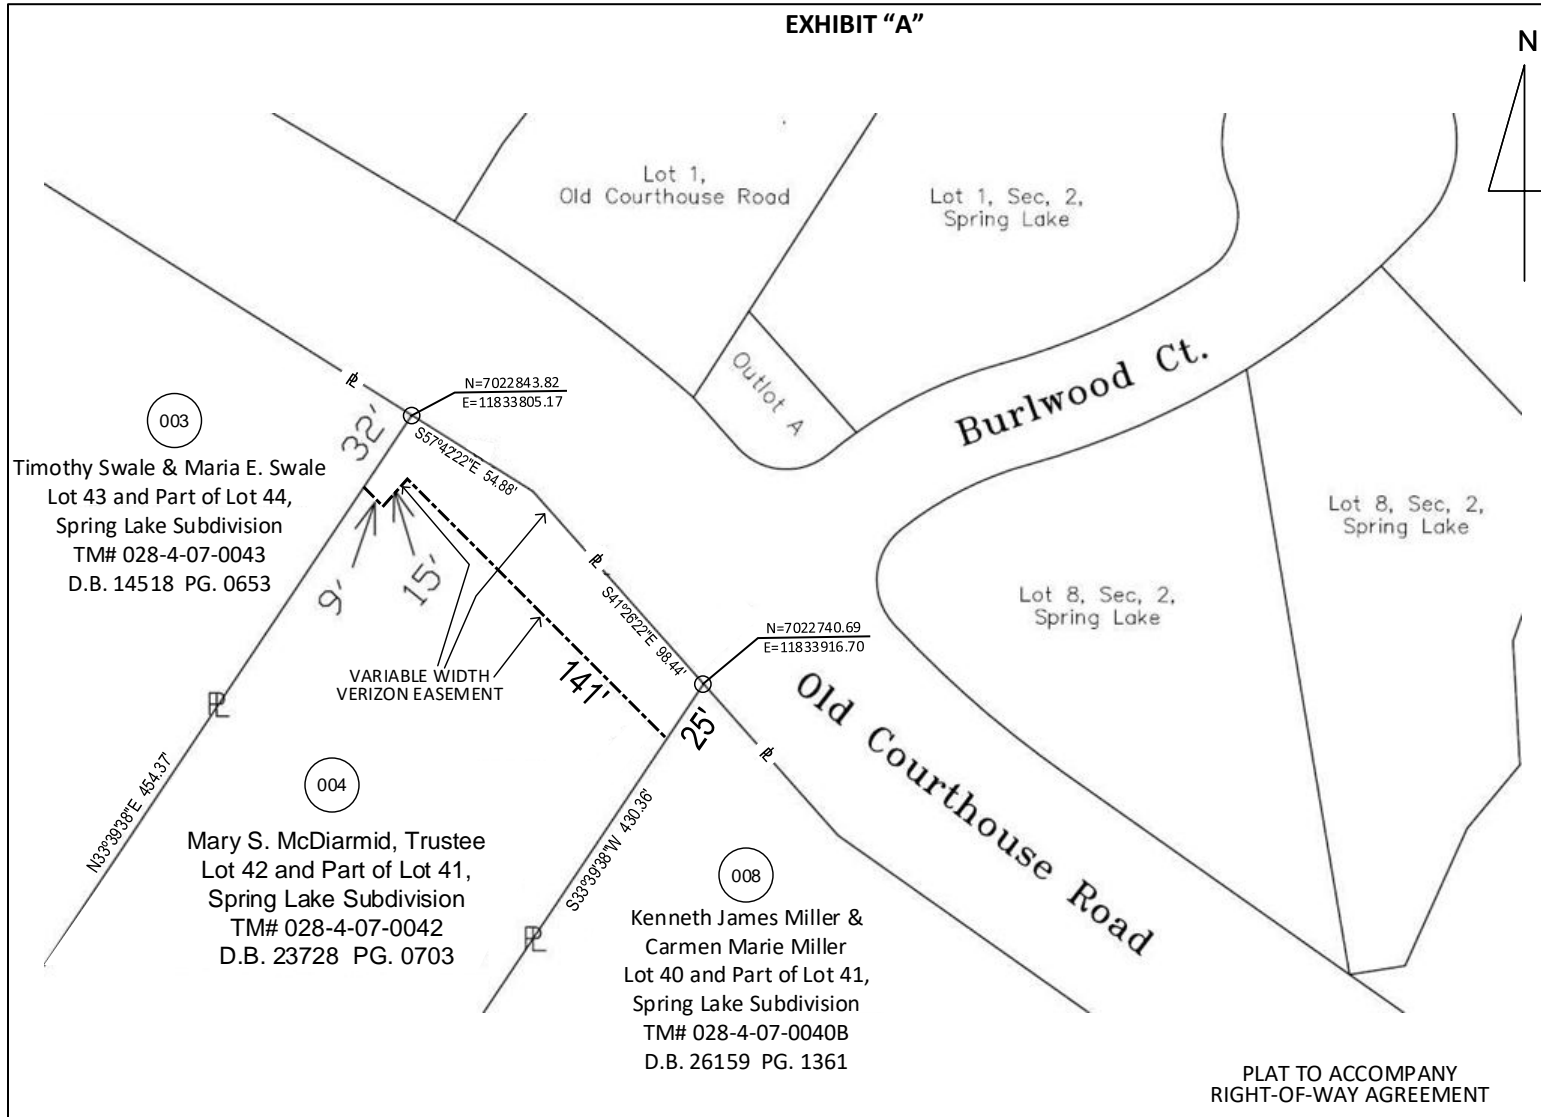 EXHIBIT “A”
N
Lot 1,
Old Courthouse Road
Lot 1, Sec, 2,
Spring Lake
Outlot A
Burlwood Ct.
Lot 8, Sec, 2,
Spring Lake
Lot 8, Sec, 2,
Spring Lake
PL
N=7022843.82
E=11833805.17
003
Timothy Swale & Maria E. Swale
Lot 43 and Part of Lot 44,
Spring Lake Subdivision
TM# 028-4-07-0043
D.B. 14518 PG. 0653
32'
S57°42'22"E 54.88'
9'
15'
PL
S41°26'22"E 98.44'
N=7022740.69
E=11833916.70
VARIABLE WIDTH
VERIZON EASEMENT
141'
25'
PL
PL
Old Courthouse Road
N33°39'38"E 454.37'
004
Mary S. McDiarmid, Trustee
Lot 42 and Part of Lot 41,
Spring Lake Subdivision
TM# 028-4-07-0042
D.B. 23728 PG. 0703
S33°39'38"W 430.36'
PL
008
Kenneth James Miller &
Carmen Marie Miller
Lot 40 and Part of Lot 41,
Spring Lake Subdivision
TM# 028-4-07-0040B
D.B. 26159 PG. 1361
PLAT TO ACCOMPANY
RIGHT-OF-WAY AGREEMENT